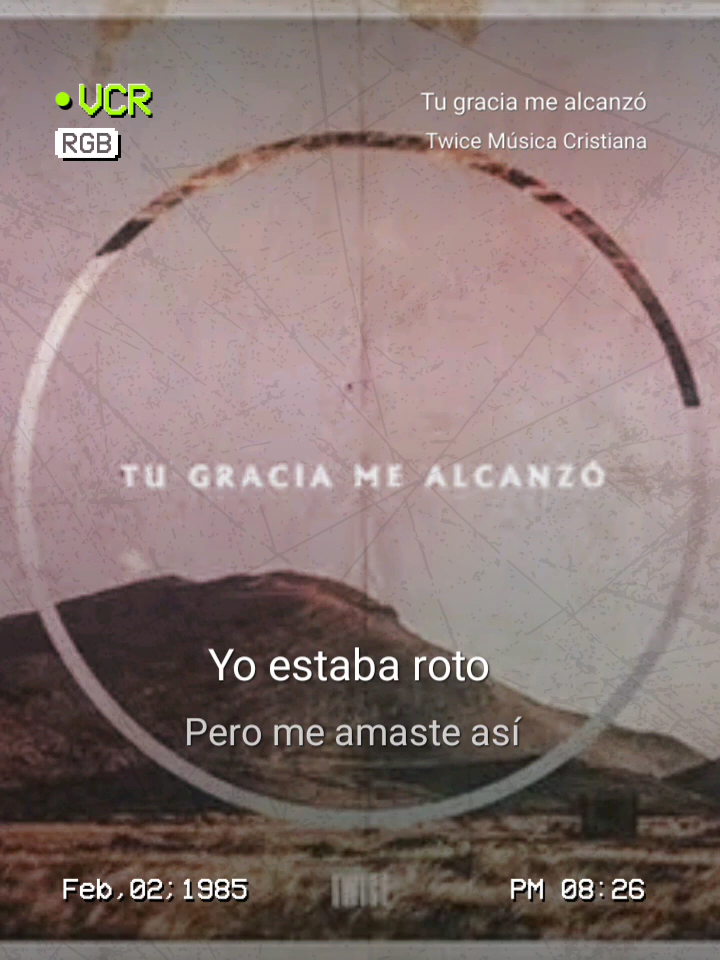 VCR
RGB
Tu gracia me alcanzó
Twice Música Cristiana
TU GRACIA ME ALCANZÓ
Yo estaba roto
Pero me amaste así
Feb,02;1985
TWICE
PM 08:26